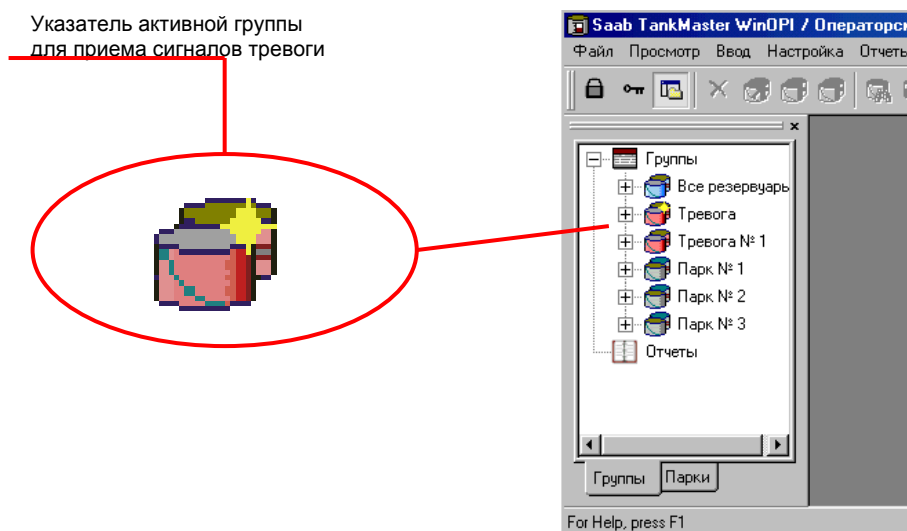 Указатель активной группы
для приема сигналов тревоги
Saab TankMaster WinOPI / Операторск
Файл Просмотр Ввод Настройка Отчеты
Группы
Все резервуарь
Тревога
Тревога № 1
Парк № 1
Парк № 2
Парк № 3
Отчеты
Группы Парки
For Help, press F1